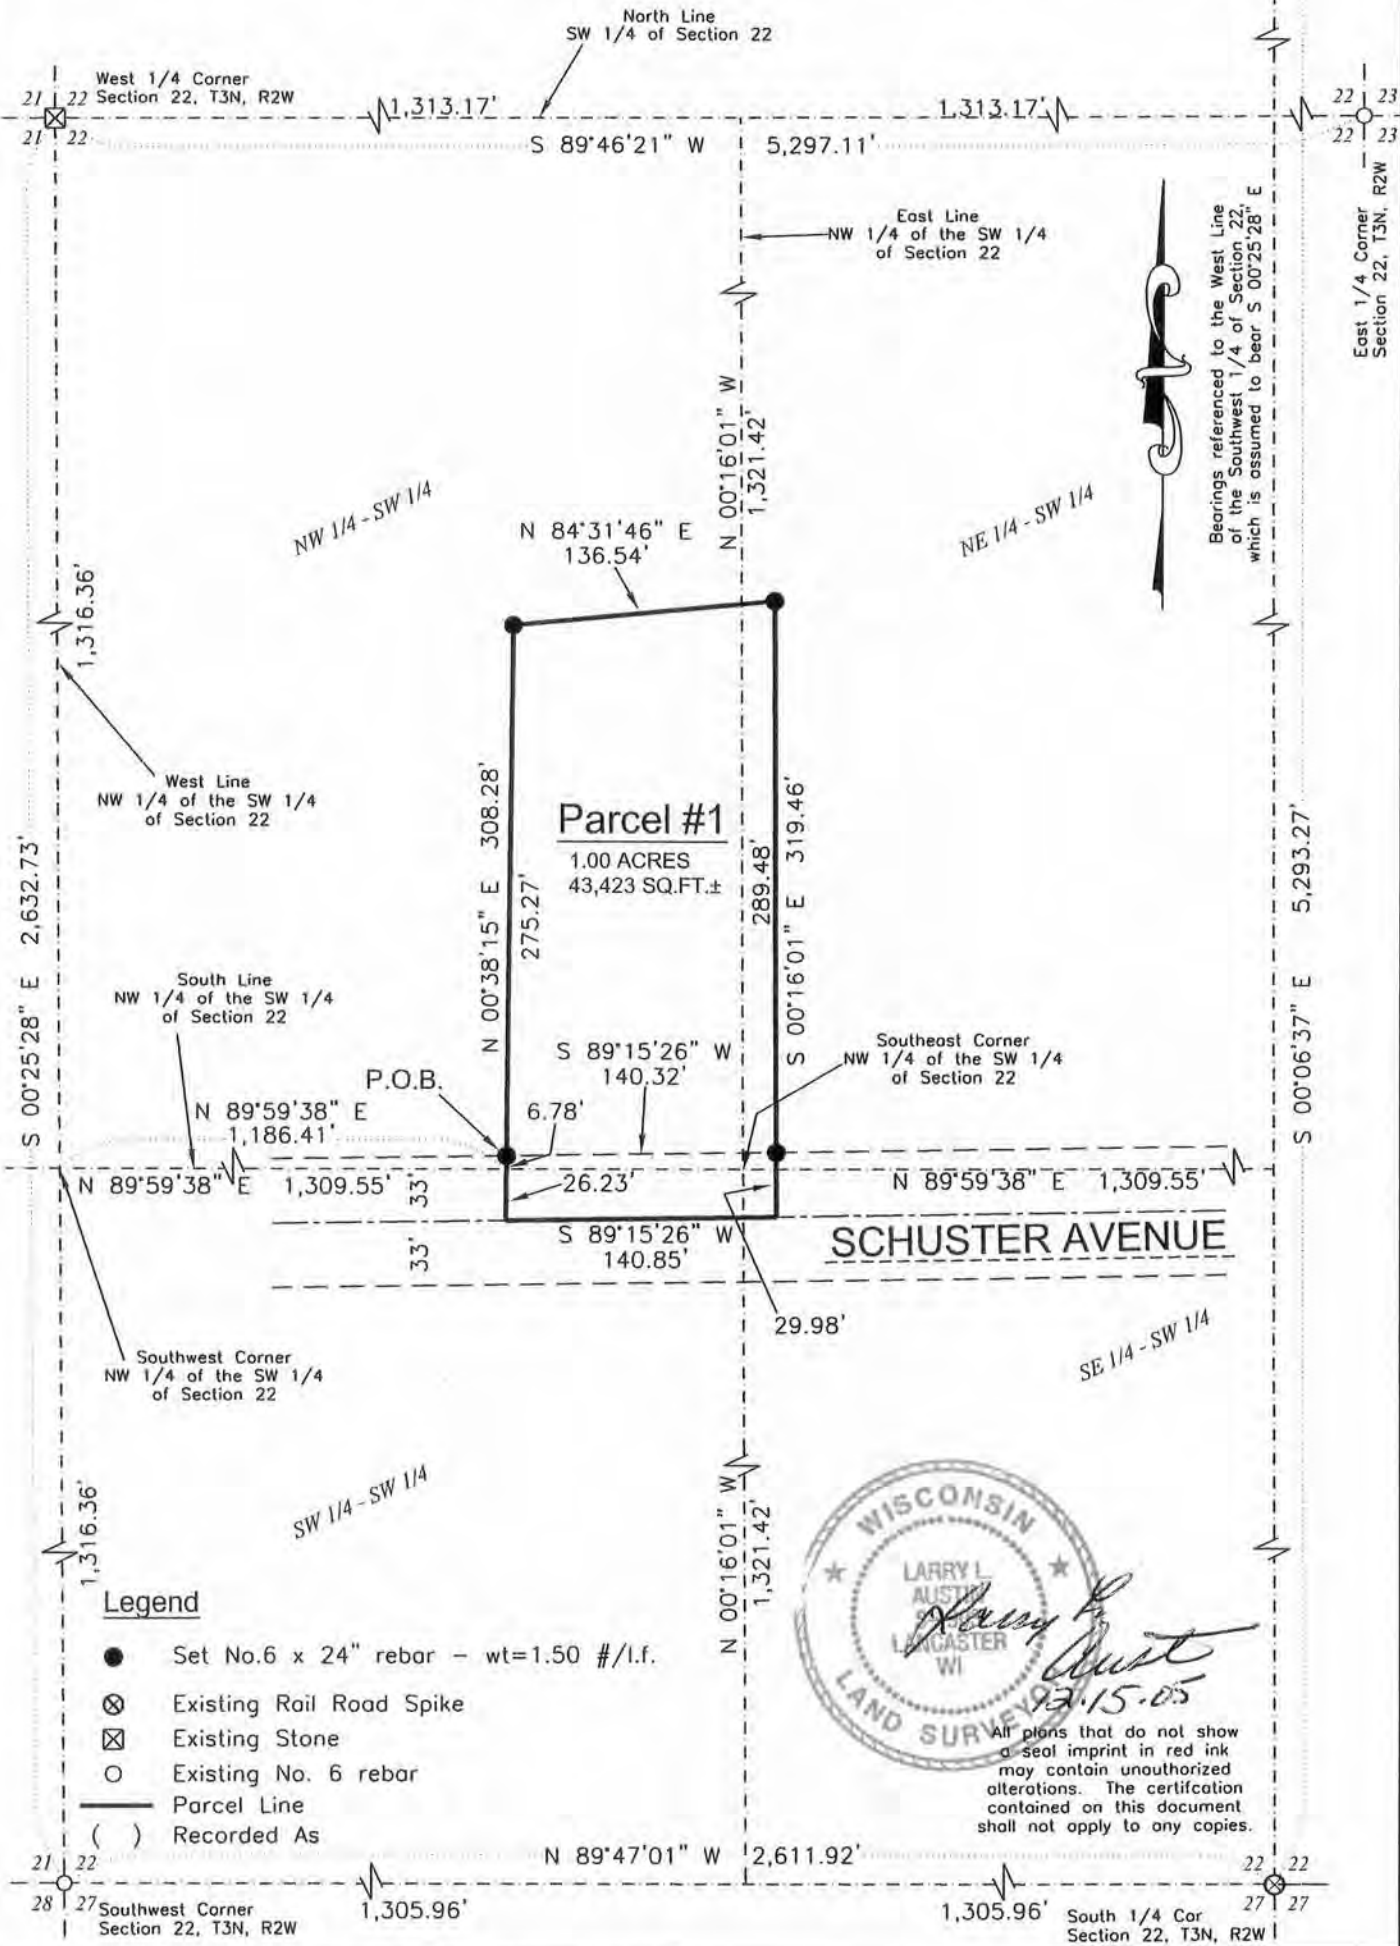 North Line
SW 1/4 of Section 22
West 1/4 Corner
Section 22, T3N, R2W
21 22
21 22
1,313.17'
1,313.17'
22 23
22 23
S 89°46'21" W 5,297.11'
East 1/4 Corner
Section 22, T3N, R2W
East Line
NW 1/4 of the SW 1/4
of Section 22
Bearings referenced to the West Line
of the Southwest 1/4 of Section 22,
which is assumed to bear S 00°25'28" E
N 00°16'01" W
1,321.42'
NW 1/4 - SW 1/4
NE 1/4 - SW 1/4
N 84°31'46" E
136.54'
1,316.36'
West Line
NW 1/4 of the SW 1/4
of Section 22
S 00°25'28" E 2,632.73'
N 00°38'15" E 308.28'
275.27'
Parcel #1
1.00 ACRES
43,423 SQ.FT.±
289.48'
S 00°16'01" E 319.46'
S 00°06'37" E 5,293.27'
South Line
NW 1/4 of the SW 1/4
of Section 22
S 89°15'26" W
140.32'
Southeast Corner
NW 1/4 of the SW 1/4
of Section 22
P.O.B.
6.78'
N 89°59'38" E
1,186.41'
N 89°59'38" E 1,309.55'
33'
26.23'
N 89°59'38" E 1,309.55'
33'
S 89°15'26" W
140.85'
SCHUSTER AVENUE
29.98'
Southwest Corner
NW 1/4 of the SW 1/4
of Section 22
SE 1/4 - SW 1/4
SW 1/4 - SW 1/4
1,316.36'
N 00°16'01" W
1,321.42'
WISCONSIN
LARRY L.
AUSTIN
LANCASTER
WI
LAND SURVEYOR
12.15.05
All plans that do not show
a seal imprint in red ink
may contain unauthorized
alterations. The certifcation
contained on this document
shall not apply to any copies.
Legend
Set No.6 x 24" rebar - wt=1.50 #/l.f.
Existing Rail Road Spike
Existing Stone
Existing No. 6 rebar
Parcel Line
( ) Recorded As
N 89°47'01" W 2,611.92'
21 22
28 27
Southwest Corner
Section 22, T3N, R2W
1,305.96'
1,305.96'
22 22
27 27
South 1/4 Cor
Section 22, T3N, R2W